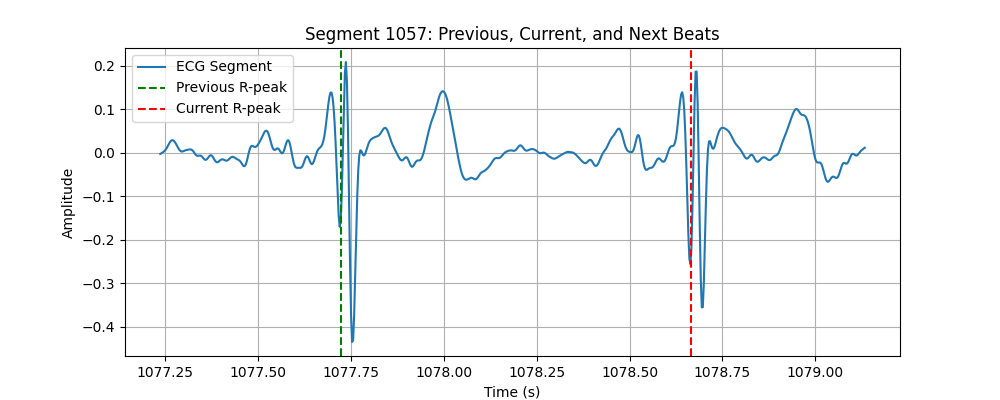 Segment 1057: Previous, Current, and Next Beats
ECG Segment
Previous R-peak
Current R-peak
0.2
0.1
0.0
−0.1
−0.2
−0.3
−0.4
Amplitude
1077.25 1077.50 1077.75 1078.00 1078.25 1078.50 1078.75 1079.00
Time (s)